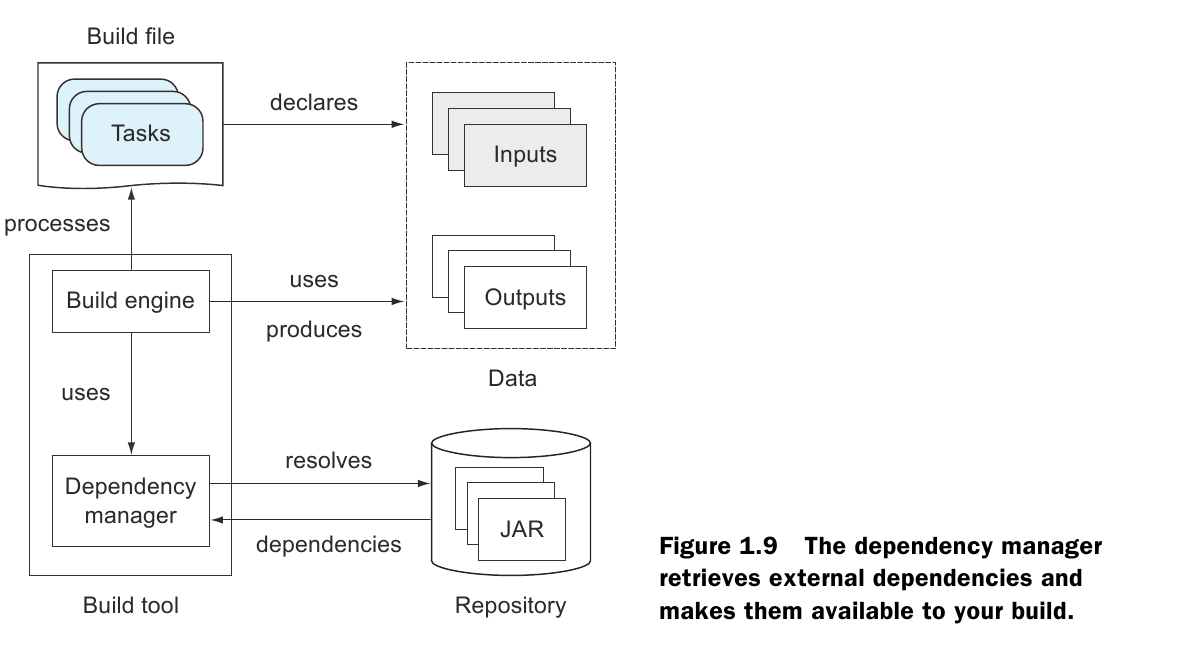 Build file
Tasks
declares
Inputs
processes
Build engine
uses
produces
Outputs
Data
uses
Dependency
manager
resolves
dependencies
JAR
Build tool
Repository
Figure 1.9 The dependency manager
retrieves external dependencies and
makes them available to your build.